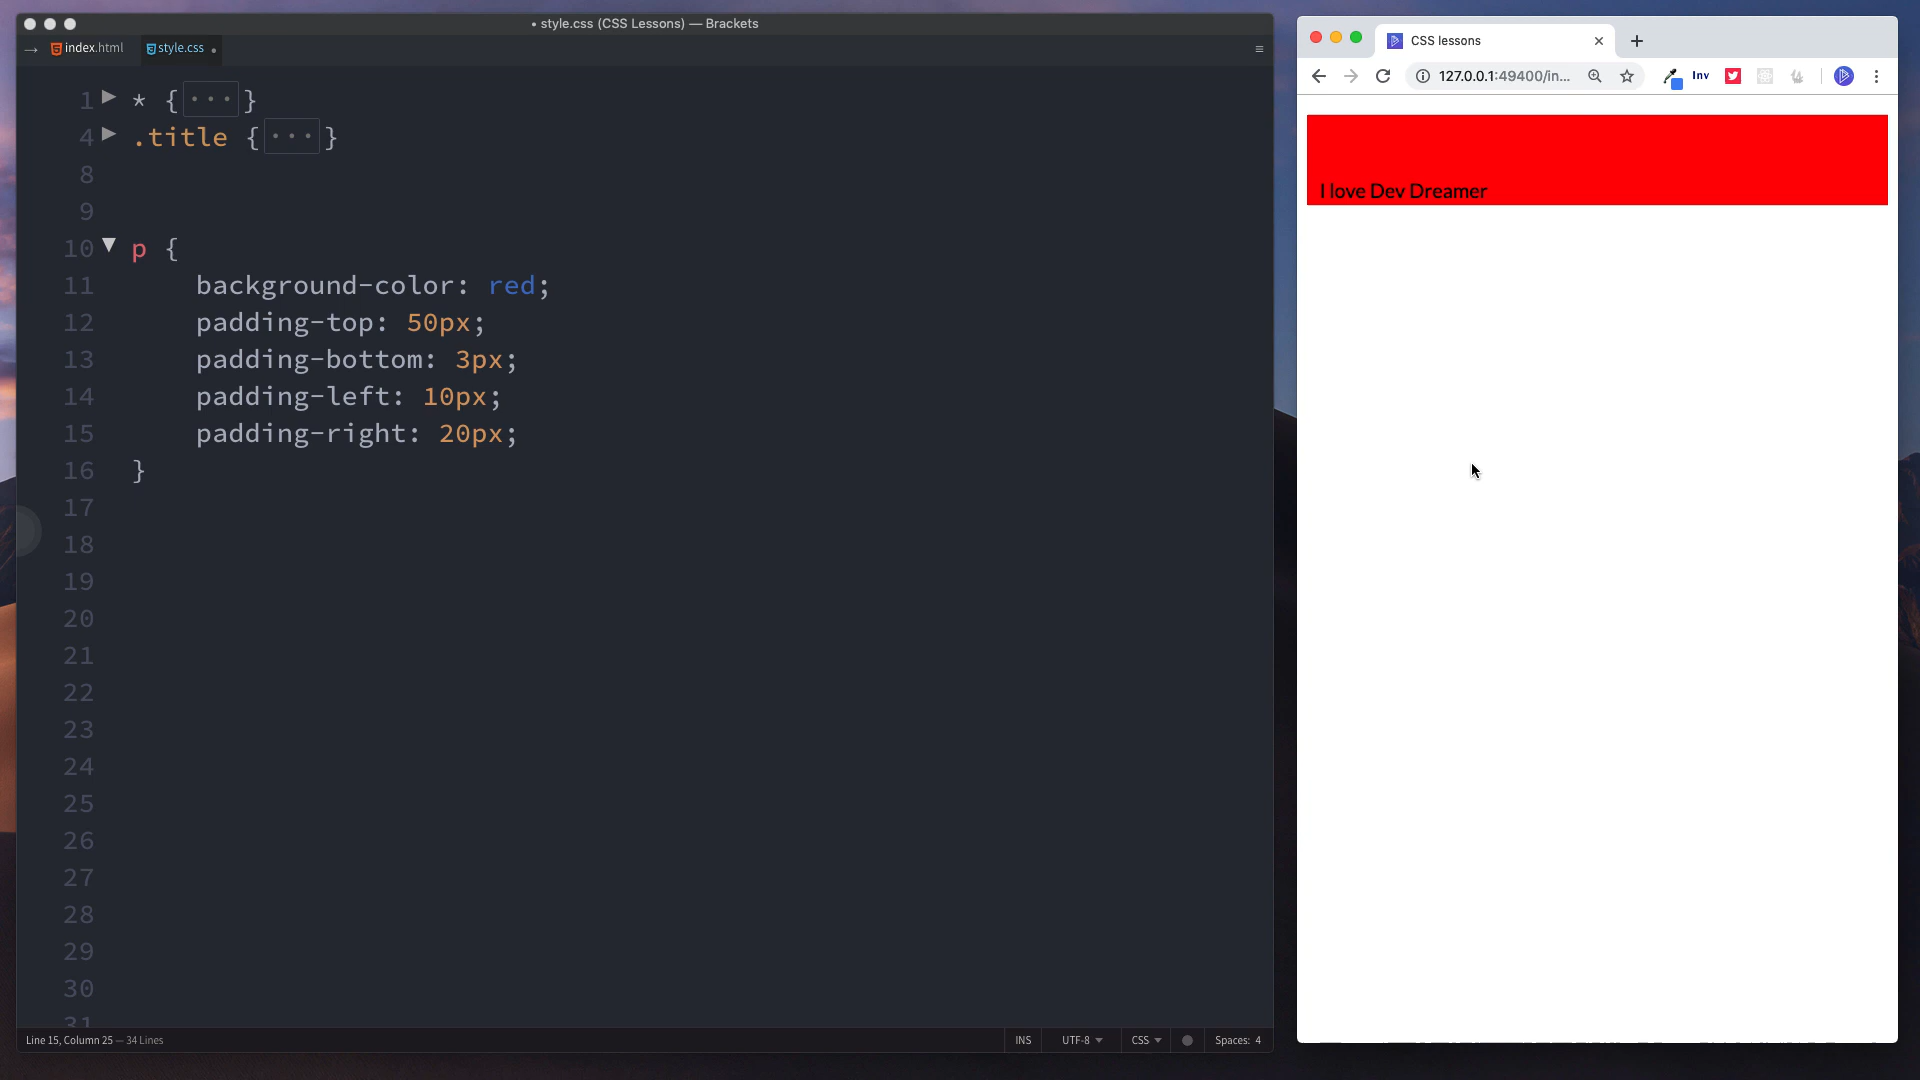 • style.css (CSS Lessons) — Brackets
index.html
style.css •
1 * {...}
4 .title {...}
8
9
10 p {
11 background-color: red;
12 padding-top: 50px;
13 padding-bottom: 3px;
14 padding-left: 10px;
15 padding-right: 20px;
16 }
17
18
19
20
21
22
23
24
25
26
27
28
29
30
31
Line 15, Column 25 — 34 Lines
INS
UTF-8
CSS
Spaces: 4
CSS lessons
127.0.0.1:49400/in...
Inv
I love Dev Dreamer